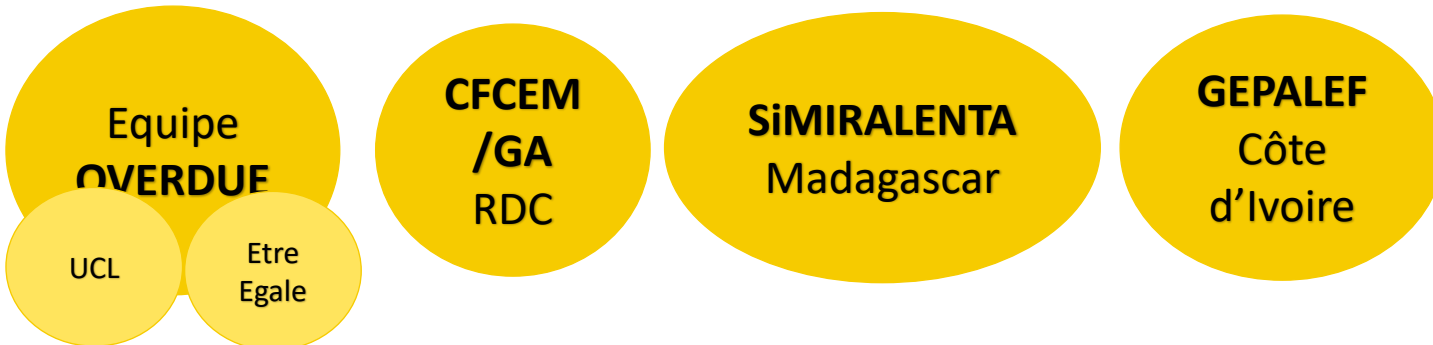 Equipe
OVERDUE
UCL
Etre
Egale
CFCEM
/GA
RDC
SiMIRALENTA
Madagascar
GEPALEF
Côte
d’Ivoire